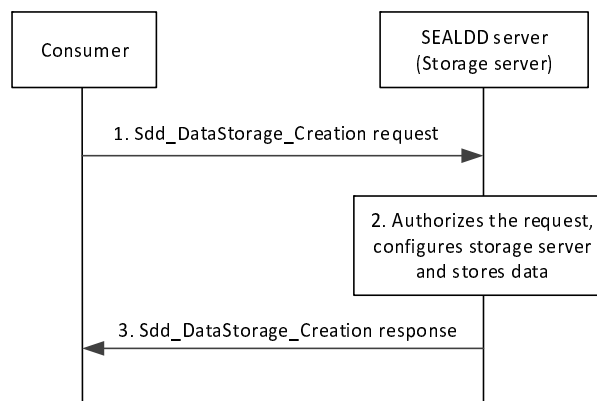 Consumer
SEALDD server
(Storage server)
1. Sdd_DataStorage_Creation request
2. Authorizes the request,
configures storage server
and stores data
3. Sdd_DataStorage_Creation response